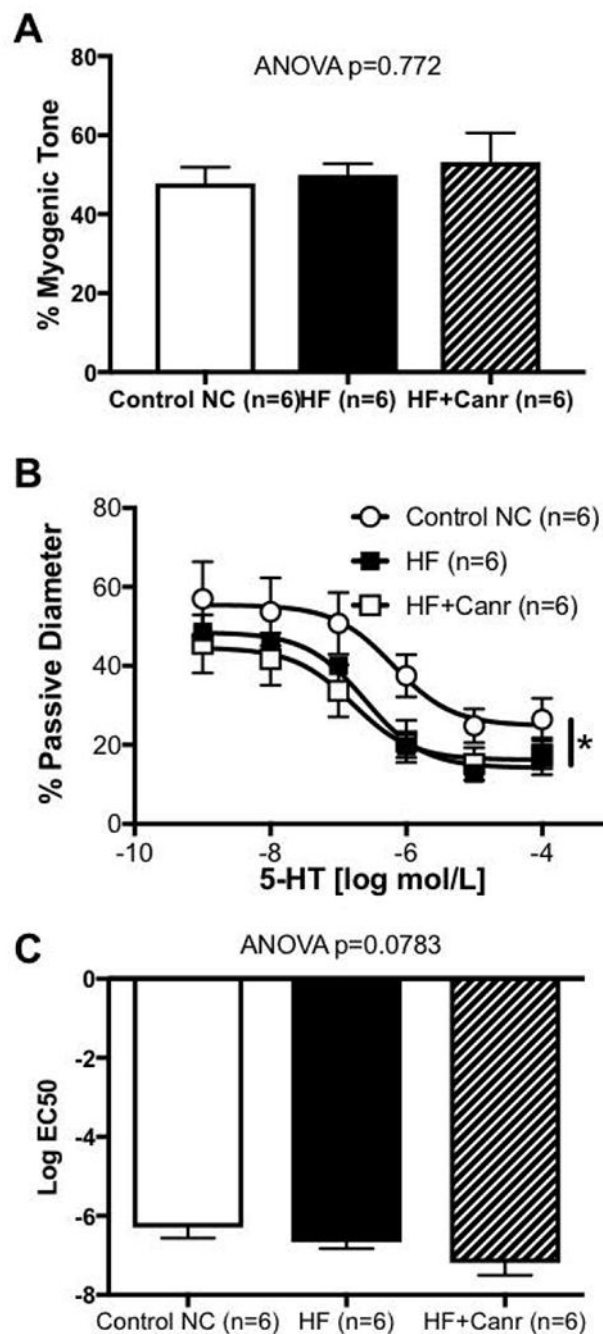 A
ANOVA p=0.772
% Myogenic Tone
80
60
40
20
0
Control NC (n=6) HF (n=6) HF+Canr (n=6)
B
% Passive Diameter
80
60
40
20
0
Control NC (n=6)
HF (n=6)
HF+Canr (n=6)
*
-10 -8 -6 -4
5-HT [log mol/L]
C
ANOVA p=0.0783
Log EC50
0
-2
-4
-6
-8
Control NC (n=6) HF (n=6) HF+Canr (n=6)